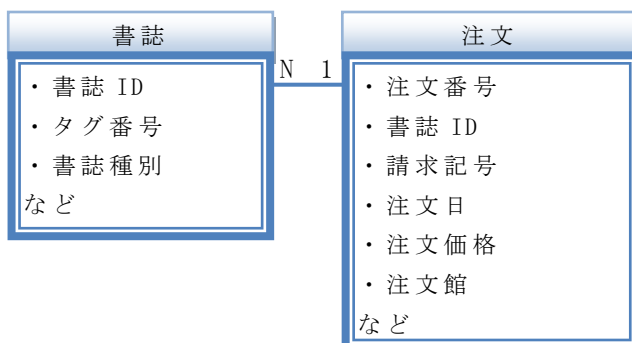 書誌
・書誌 ID
・タグ番号
・書誌種別
など
N 1
注文
・注文番号
・書誌 ID
・請求記号
・注文日
・注文価格
・注文館
など